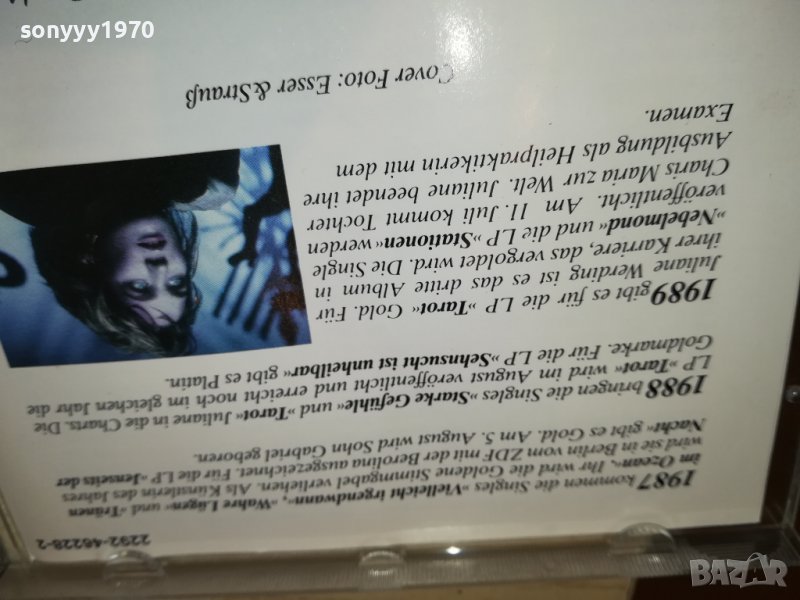 sonyyy1970
2292-46228-2
1987 kommen die Singles »Vielleicht irgendwann«, »Wahre Lügen« und »Tränen
im Ozean«. Ihr wird die Goldene Stimmgabel verliehen. Als Künstlerin des Jahres
wird sie in Berlin vom ZDF mit der Berolina ausgezeichnet. Für die LP »Jenseits der
Nacht« gibt es Gold. Am 5. August wird Sohn Gabriel geboren.
1988 bringen die Singles »Starke Gefühle« und »Tarot« Juliane in die Charts. Die
LP »Tarot« wird im August veröffentlicht und erreicht noch im gleichen Jahr die
Goldmarke. Für die LP »Sehnsucht ist unheilbar« gibt es Platin.
1989 gibt es für die LP »Tarot« Gold. Für
Juliane Werding ist es das dritte Album in
ihrer Karriere, das vergoldet wird. Die Single
»Nebelmond« und die LP »Stationen« werden
veröffentlicht. Am 11. Juli kommt Tochter
Charis Maria zur Welt. Juliane beendet ihre
Ausbildung als Heilpraktikerin mit dem
Examen.
Cover Foto: Esser & Strauß
BAZAR